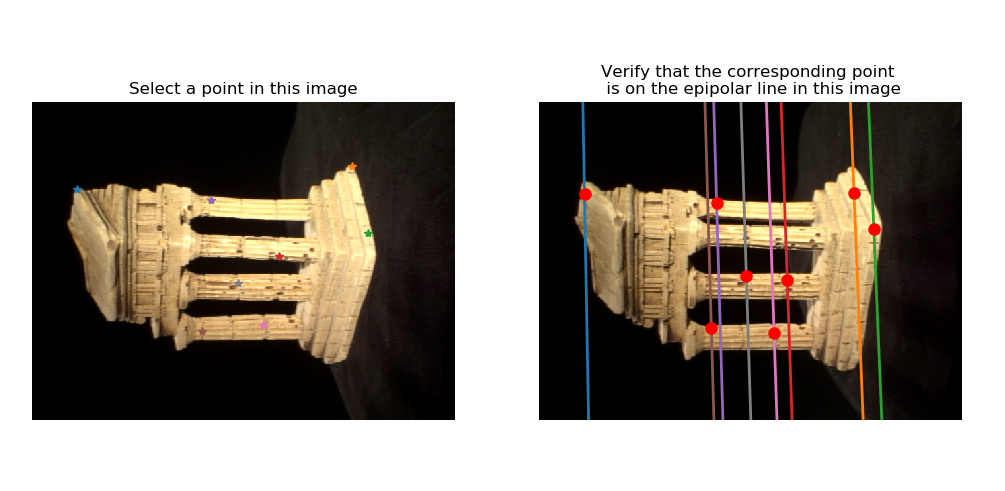 Select a point in this image
Verify that the corresponding point
is on the epipolar line in this image